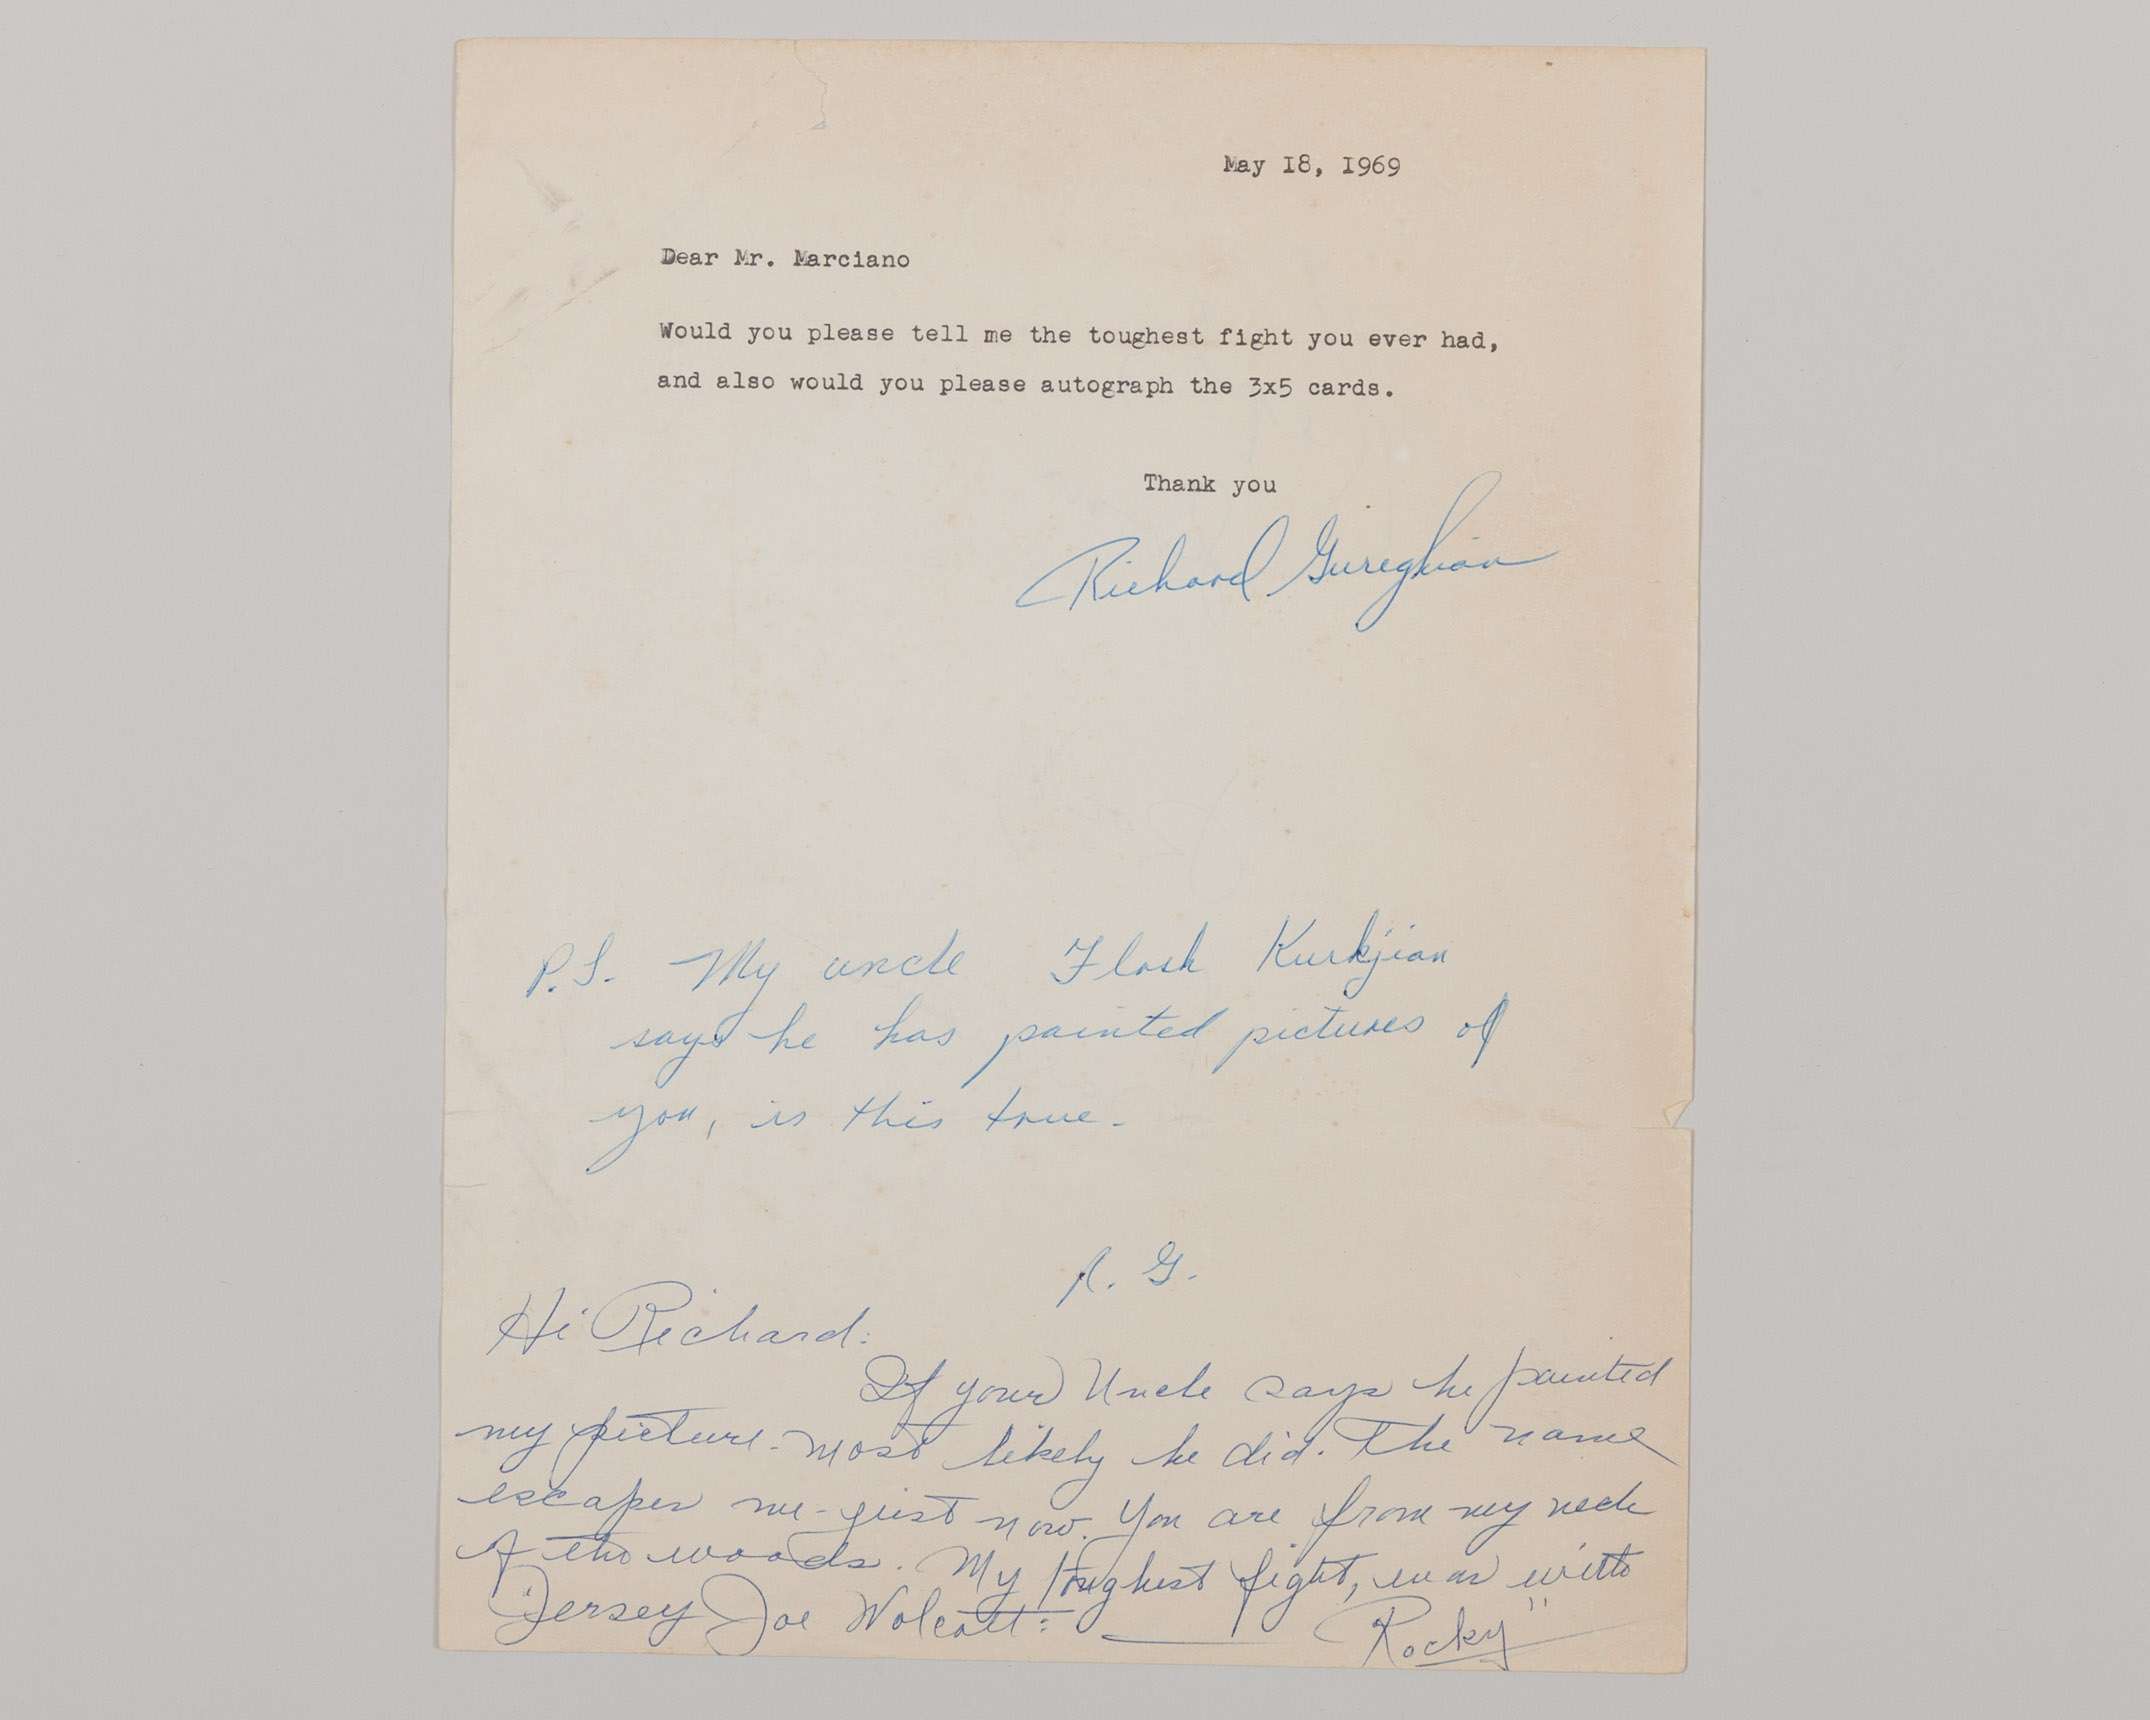 May 18, 1969
Dear Mr. Marciano
Would you please tell me the toughest fight you ever had,
and also would you please autograph the 3x5 cards.
Thank you
Richard Gureghian
P.S. My uncle Flash Kurkjian
says he has painted pictures of
you, is this true.
R. G.
Hi Richard:
If your Uncle says he painted
my picture - most likely he did. The name
escapes me - just now. You are from my neck
of the woods. My toughest fight, was with
"Jersey Joe Wolcott:
Rocky"